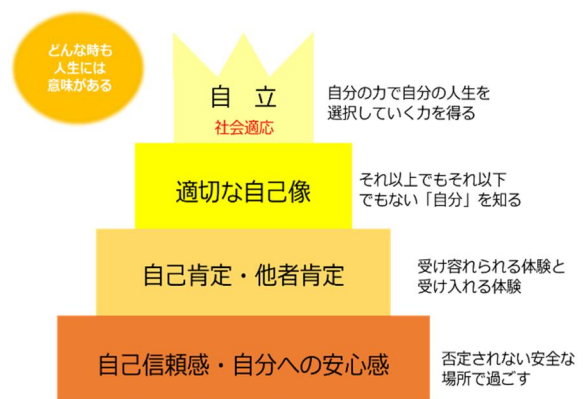 どんな時も
人生には
意味がある
自　立
社会適応
自分の力で自分の人生を
選択していく力を得る
適切な自己像
それ以上でもそれ以下
でもない「自分」を知る
自己肯定・他者肯定
受け容れられる体験と
受け入れる体験
自己信頼感・自分への安心感
否定されない安全な
場所で過ごす